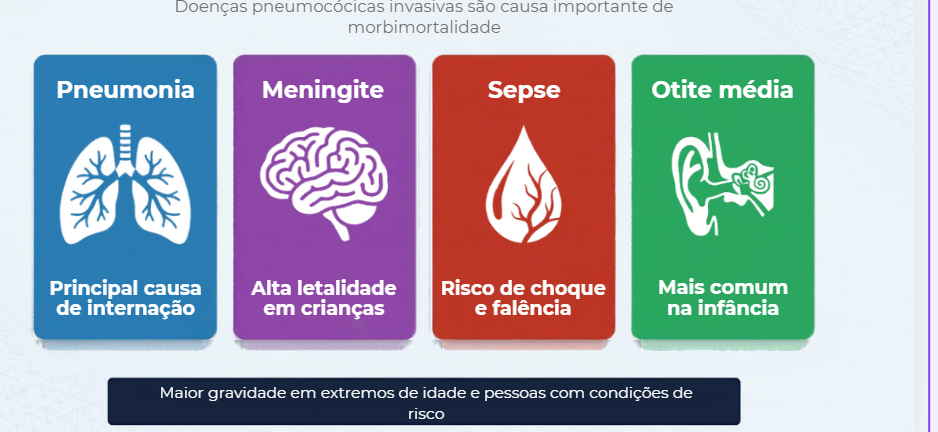 Doenças pneumocócicas invasivas são causa importante de
morbimortalidade
Pneumonia
Principal causa
de internação
Meningite
Alta letalidade
em crianças
Sepse
Risco de choque
e falência
Otite média
Mais comum
na infância
Maior gravidade em extremos de idade e pessoas com condições de
risco